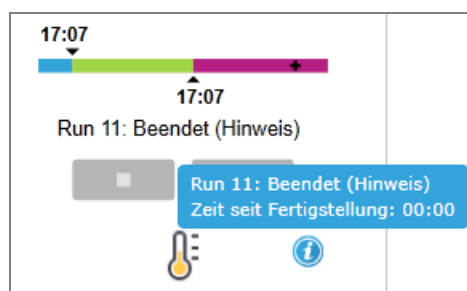 17:07
17:07
Run 11: Beendet (Hinweis)
Run 11: Beendet (Hinweis)
Zeit seit Fertigstellung: 00:00
i